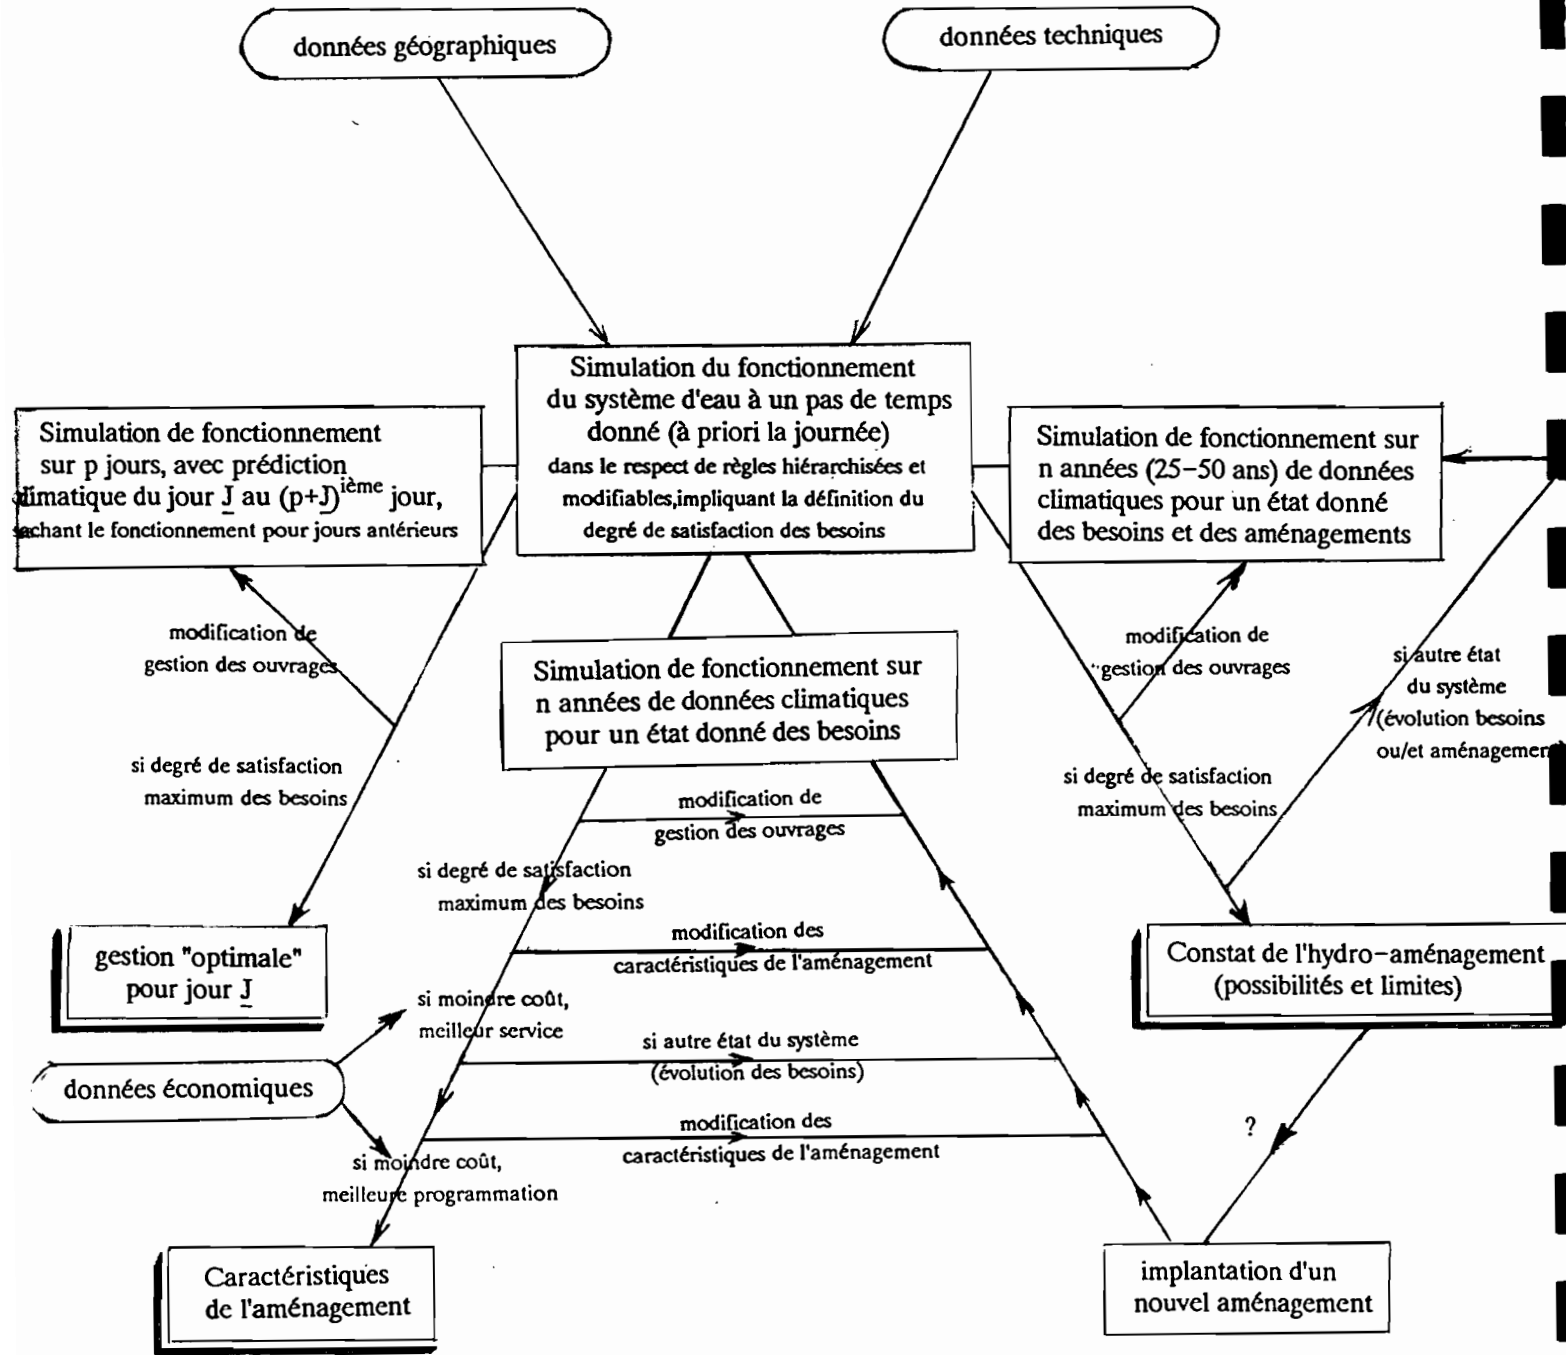 données géographiques
données techniques
Simulation du fonctionnement
du système d'eau à un pas de temps
donné (à priori la journée)
dans le respect de règles hiérarchisées et
modifiables,impliquant la définition du
degré de satisfaction des besoins
Simulation de fonctionnement
sur p jours, avec prédiction
climatique du jour J au (p+J)ième jour,
sachant le fonctionnement pour jours antérieurs
Simulation de fonctionnement sur
n années (25-50 ans) de données
climatiques pour un état donné
des besoins et des aménagements
modification de
gestion des ouvrages
si degré de satisfaction
maximum des besoins
Simulation de fonctionnement sur
n années de données climatiques
pour un état donné des besoins
modification de
gestion des ouvrages
si autre état
du système
(évolution besoins
ou/et aménagement)
si degré de satisfaction
maximum des besoins
modification de
gestion des ouvrages
si degré de satisfaction
maximum des besoins
modification des
caractéristiques de l'aménagement
gestion "optimale"
pour jour J
Constat de l'hydro-aménagement
(possibilités et limites)
si moindre coût,
meilleur service
si autre état du système
(évolution des besoins)
données économiques
modification des
caractéristiques de l'aménagement
?
si moindre coût,
meilleure programmation
Caractéristiques
de l'aménagement
implantation d'un
nouvel aménagement